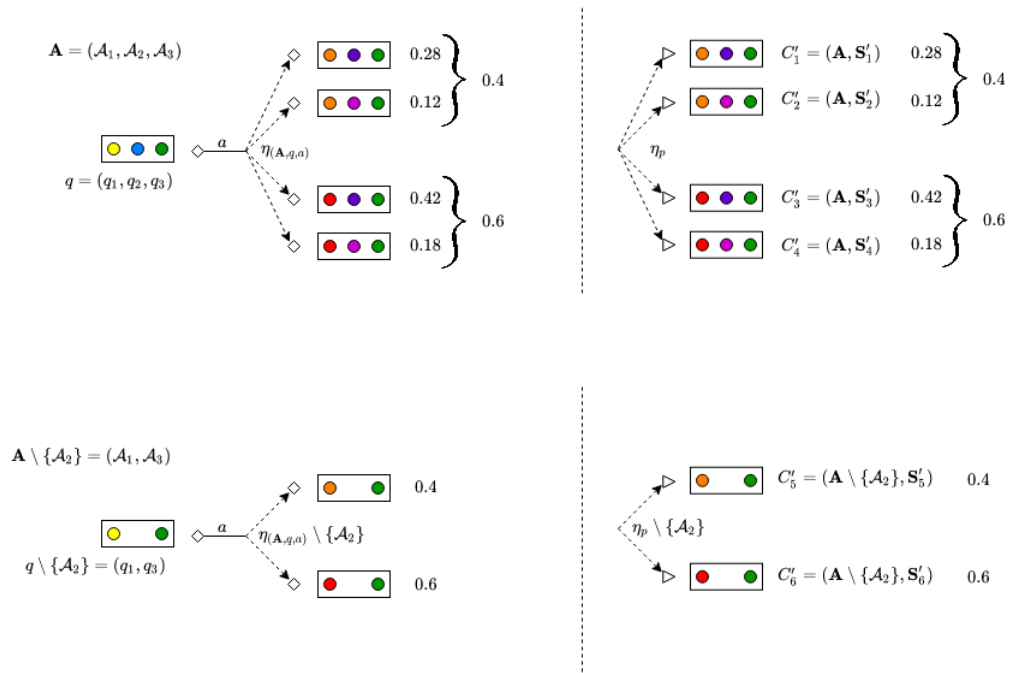 𝐀 = (𝒜₁, 𝒜₂, 𝒜₃)
0.28
0.12
0.4
a
η₍𝐀,q,a₎
q = (q₁, q₂, q₃)
0.42
0.18
0.6
C′₁ = (𝐀, 𝐒′₁) 0.28
C′₂ = (𝐀, 𝐒′₂) 0.12
0.4
ηₚ
C′₃ = (𝐀, 𝐒′₃) 0.42
C′₄ = (𝐀, 𝐒′₄) 0.18
0.6
𝐀 \ {𝒜₂} = (𝒜₁, 𝒜₃)
0.4
a
η₍𝐀,q,a₎ \ {𝒜₂}
q \ {𝒜₂} = (q₁, q₃)
0.6
C′₅ = (𝐀 \ {𝒜₂}, 𝐒′₅) 0.4
ηₚ \ {𝒜₂}
C′₆ = (𝐀 \ {𝒜₂}, 𝐒′₆) 0.6